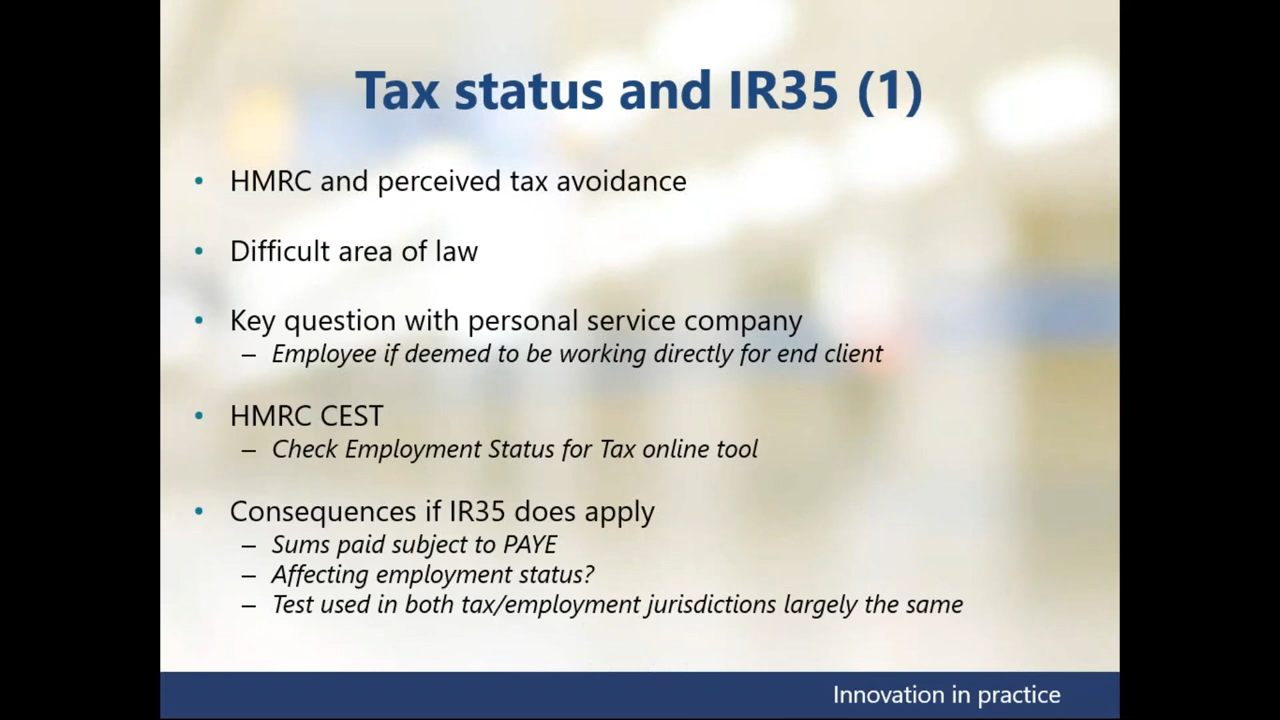 Tax status and IR35 (1)
• HMRC and perceived tax avoidance
• Difficult area of law
• Key question with personal service company
– Employee if deemed to be working directly for end client
• HMRC CEST
– Check Employment Status for Tax online tool
• Consequences if IR35 does apply
– Sums paid subject to PAYE
– Affecting employment status?
– Test used in both tax/employment jurisdictions largely the same
Innovation in practice